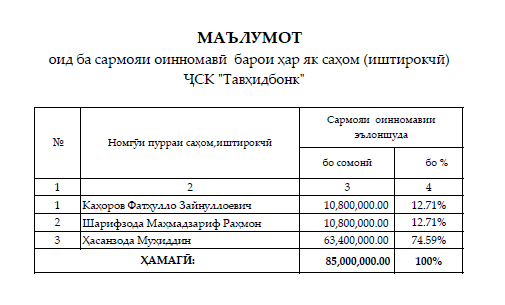 МАЪЛУМОТ
оид ба сармояи оинномавӣ барои ҳар як саҳом (иштирокчӣ)
ҶСК "Тавҳидбонк"
№ Номгӯи пурраи саҳом,иштирокчӣ Сармояи оинномавии эълоншуда
бо сомонӣ бо %
1 2 3 4
1 Қаҳоров Фатҳулло Зайнуллоевич 10,800,000.00 12.71%
2 Шарифзода Маҳмадзариф Раҳмон 10,800,000.00 12.71%
3 Ҳасанзода Муҳиддин 63,400,000.00 74.59%
ҲАМАГӢ: 85,000,000.00 100%